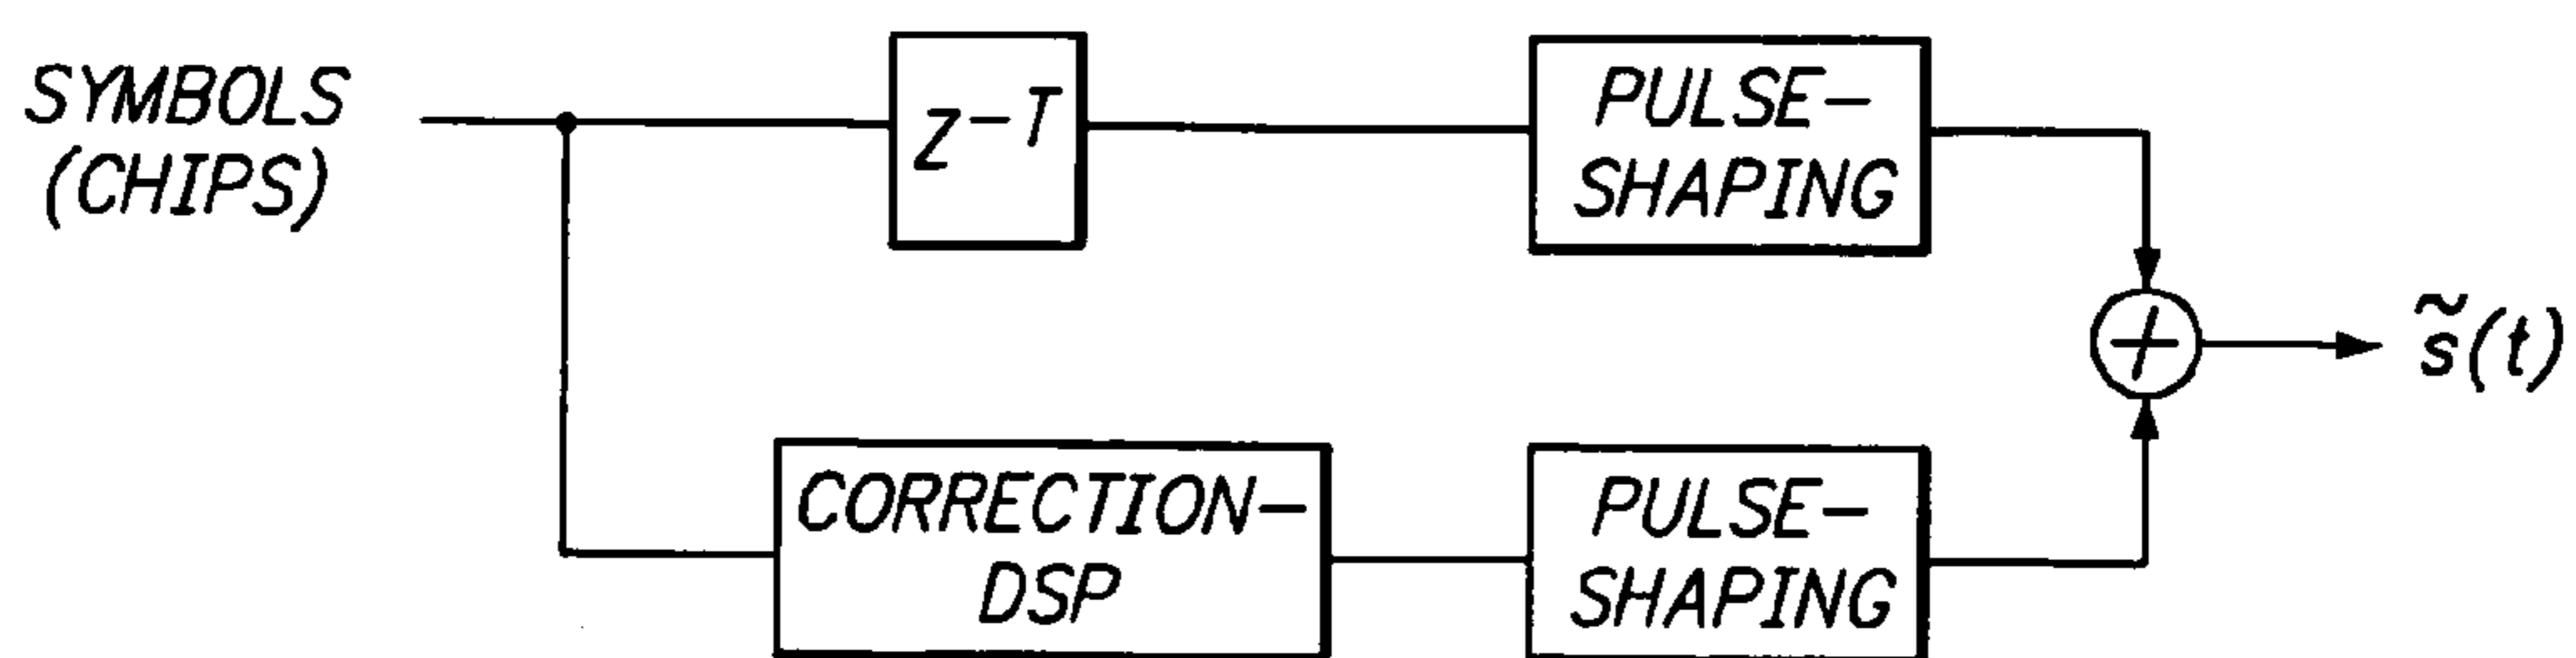 SYMBOLS
(CHIPS)
Z⁻ᵀ
PULSE-
SHAPING
+
s̃(t)
CORRECTION-
DSP
PULSE-
SHAPING